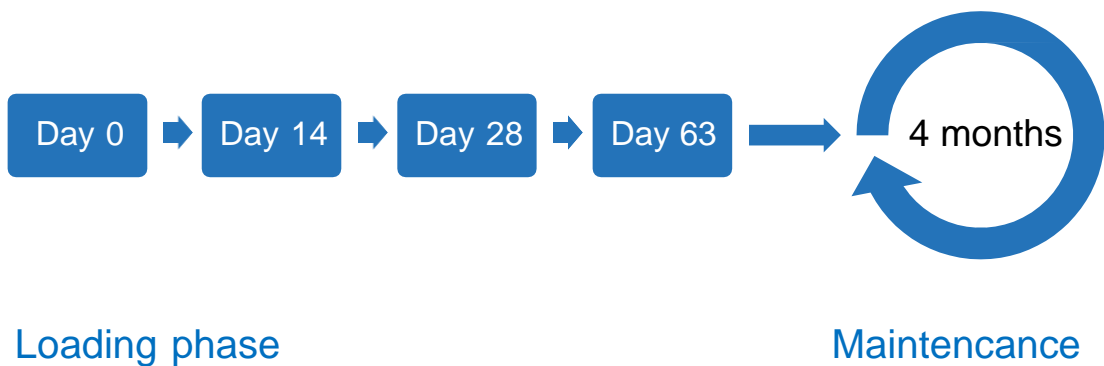 Day 0
Day 14
Day 28
Day 63
4 months
Loading phase
Maintencance